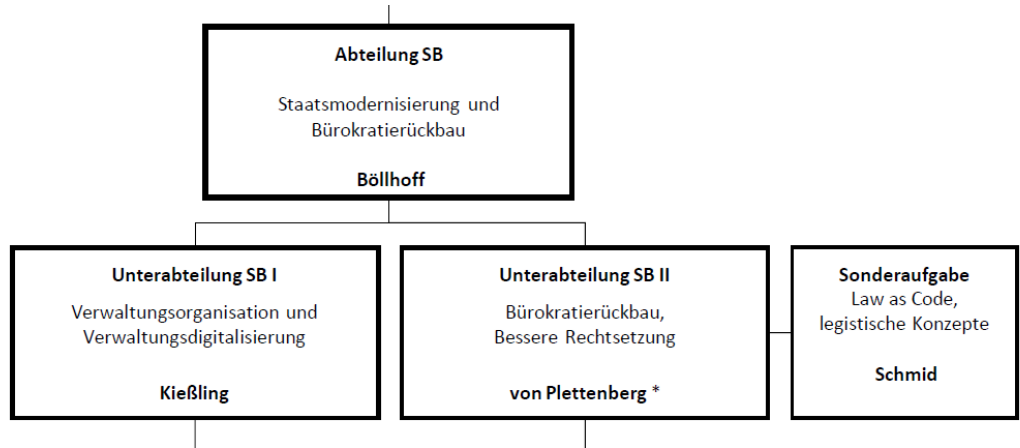 Abteilung SB
Staatsmodernisierung und
Bürokratierückbau
Böllhoff
Unterabteilung SB I
Verwaltungsorganisation und
Verwaltungsdigitalisierung
Kießling
Unterabteilung SB II
Bürokratierückbau,
Bessere Rechtsetzung
von Plettenberg *
Sonderaufgabe
Law as Code,
legistische Konzepte
Schmid